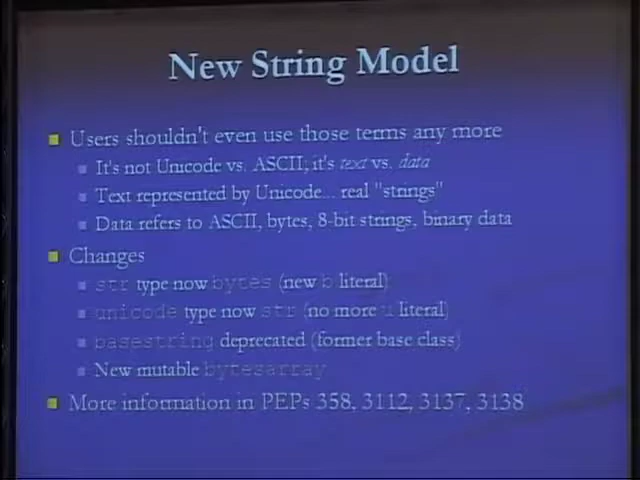 New String Model
Users shouldn't even use those terms any more
It's not Unicode vs. ASCII; it's text vs. data
Text represented by Unicode... real "strings"
Data refers to ASCII, bytes, 8-bit strings, binary data
Changes
str type now bytes (new b literal)
unicode type now str (no more u literal)
basestring deprecated (former base class)
New mutable bytesarray
More information in PEPs 358, 3112, 3137, 3138